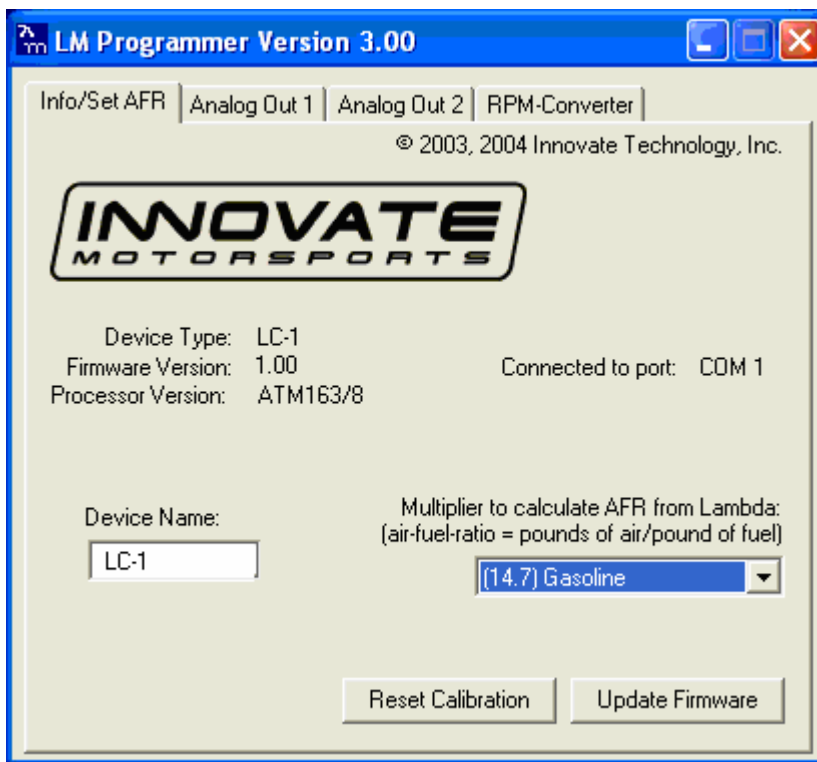 LM Programmer Version 3.00
Info/Set AFR Analog Out 1 Analog Out 2 RPM-Converter
© 2003, 2004 Innovate Technology, Inc.
INNOVATE
MOTORSPORTS
Device Type: LC-1
Firmware Version: 1.00 Connected to port: COM 1
Processor Version: ATM163/8
Multiplier to calculate AFR from Lambda:
Device Name: (air-fuel-ratio = pounds of air/pound of fuel)
LC-1
(14.7) Gasoline
Reset Calibration Update Firmware